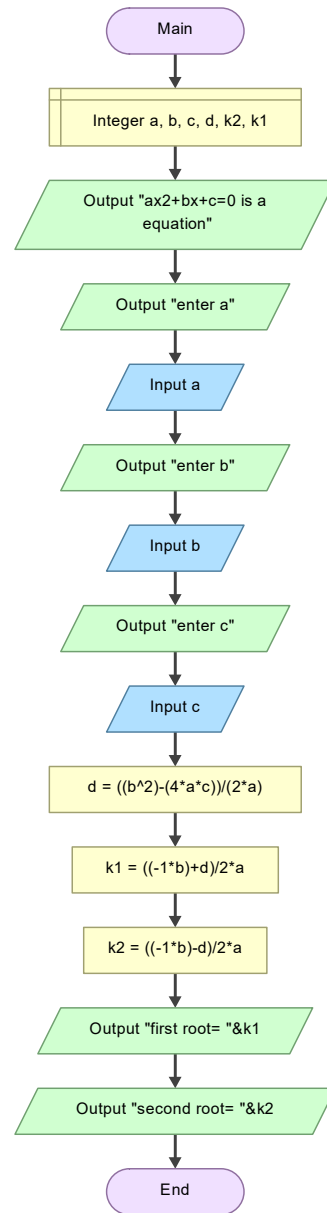 Main
Integer a, b, c, d, k2, k1
Output "ax2+bx+c=0 is a
equation"
Output "enter a"
Input a
Output "enter b"
Input b
Output "enter c"
Input c
d = ((b^2)-(4*a*c))/(2*a)
k1 = ((-1*b)+d)/2*a
k2 = ((-1*b)-d)/2*a
Output "first root= "&k1
Output "second root= "&k2
End